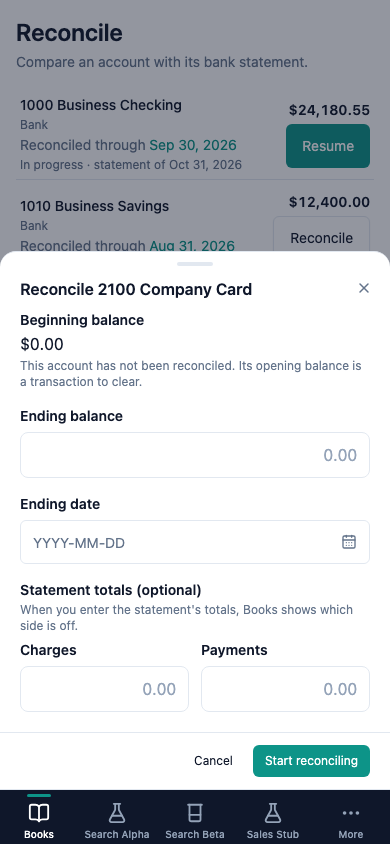 Reconcile
Compare an account with its bank statement.
1000 Business Checking
$24,180.55
Bank
Reconciled through Sep 30, 2026
Resume
In progress · statement of Oct 31, 2026
1010 Business Savings
$12,400.00
Bank
Reconciled through Aug 31, 2026
Reconcile
Reconcile 2100 Company Card
Beginning balance
$0.00
This account has not been reconciled. Its opening balance is
a transaction to clear.
Ending balance
0.00
Ending date
YYYY-MM-DD
Statement totals (optional)
When you enter the statement's totals, Books shows which
side is off.
Charges Payments
0.00 0.00
Cancel Start reconciling
Books Search Alpha Search Beta Sales Stub More